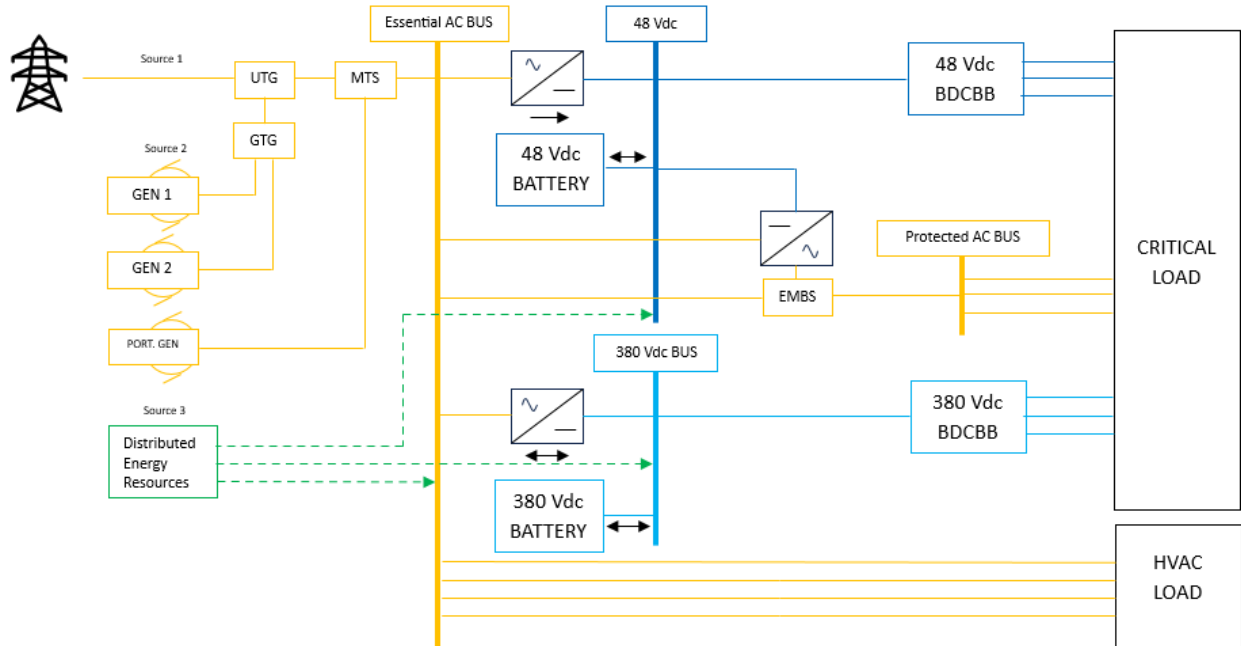 Essential AC BUS
48 Vdc
Source 1
UTG
MTS
48 Vdc
BDCBB
GTG
Source 2
GEN 1
48 Vdc
BATTERY
GEN 2
Protected AC BUS
CRITICAL
LOAD
EMBS
PORT. GEN
380 Vdc BUS
Source 3
Distributed
Energy
Resources
380 Vdc
BDCBB
380 Vdc
BATTERY
HVAC
LOAD